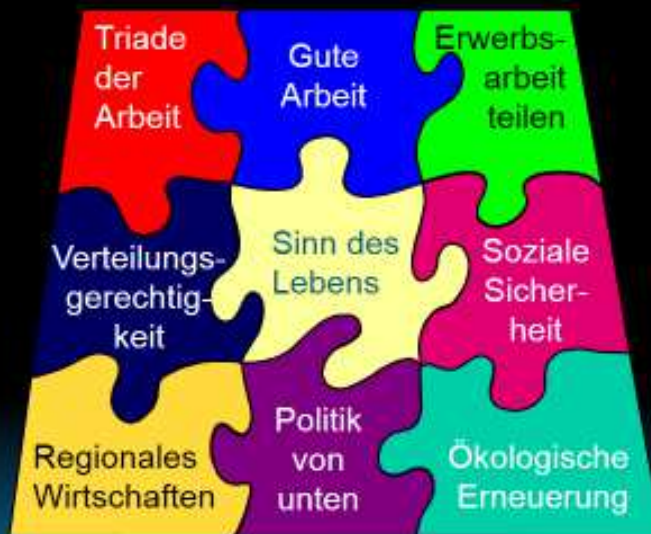 Triade
der
Arbeit
Gute
Arbeit
Erwerbs-
arbeit
teilen
Verteilungs-
gerechtig-
keit
Sinn des
Lebens
Soziale
Sicher-
heit
Regionales
Wirtschaften
Politik
von
unten
Ökologische
Erneuerung